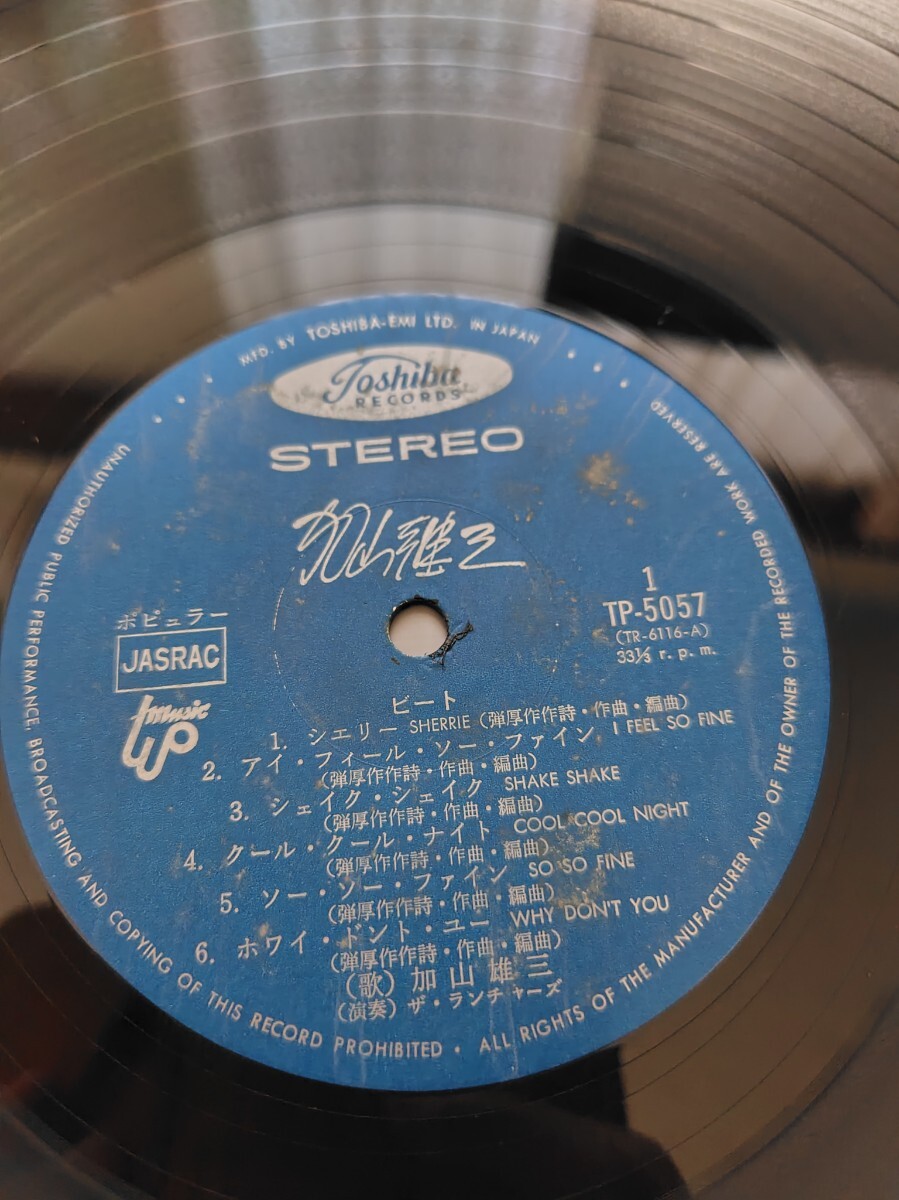 MFD. BY TOSHIBA-EMI LTD. IN JAPAN
Toshiba
RECORDS
STEREO
加山雄三
ポピュラー
JASRAC
music
up
1
TP-5057
(TR-6116-A)
33⅓ r.p.m.
ビート
1. シェリー SHERRIE (弾厚作作詩・作曲・編曲)
2. アイ・フィール・ソー・ファイン I FEEL SO FINE
(弾厚作作詩・作曲・編曲)
3. シェイク・シェイク SHAKE SHAKE
(弾厚作作詩・作曲・編曲)
4. クール・クール・ナイト COOL COOL NIGHT
(弾厚作作詩・作曲・編曲)
5. ソー・ソー・ファイン SO SO FINE
(弾厚作作詩・作曲・編曲)
6. ホワイ・ドント・ユー WHY DON'T YOU
(弾厚作作詩・作曲・編曲)
(歌) 加山雄三
(演奏) ザ・ランチャーズ
UNAUTHORIZED PUBLIC PERFORMANCE, BROADCASTING AND COPYING OF THIS RECORD PROHIBITED • ALL RIGHTS OF THE MANUFACTURER AND OF THE OWNER OF THE RECORDED WORK ARE RESERVED